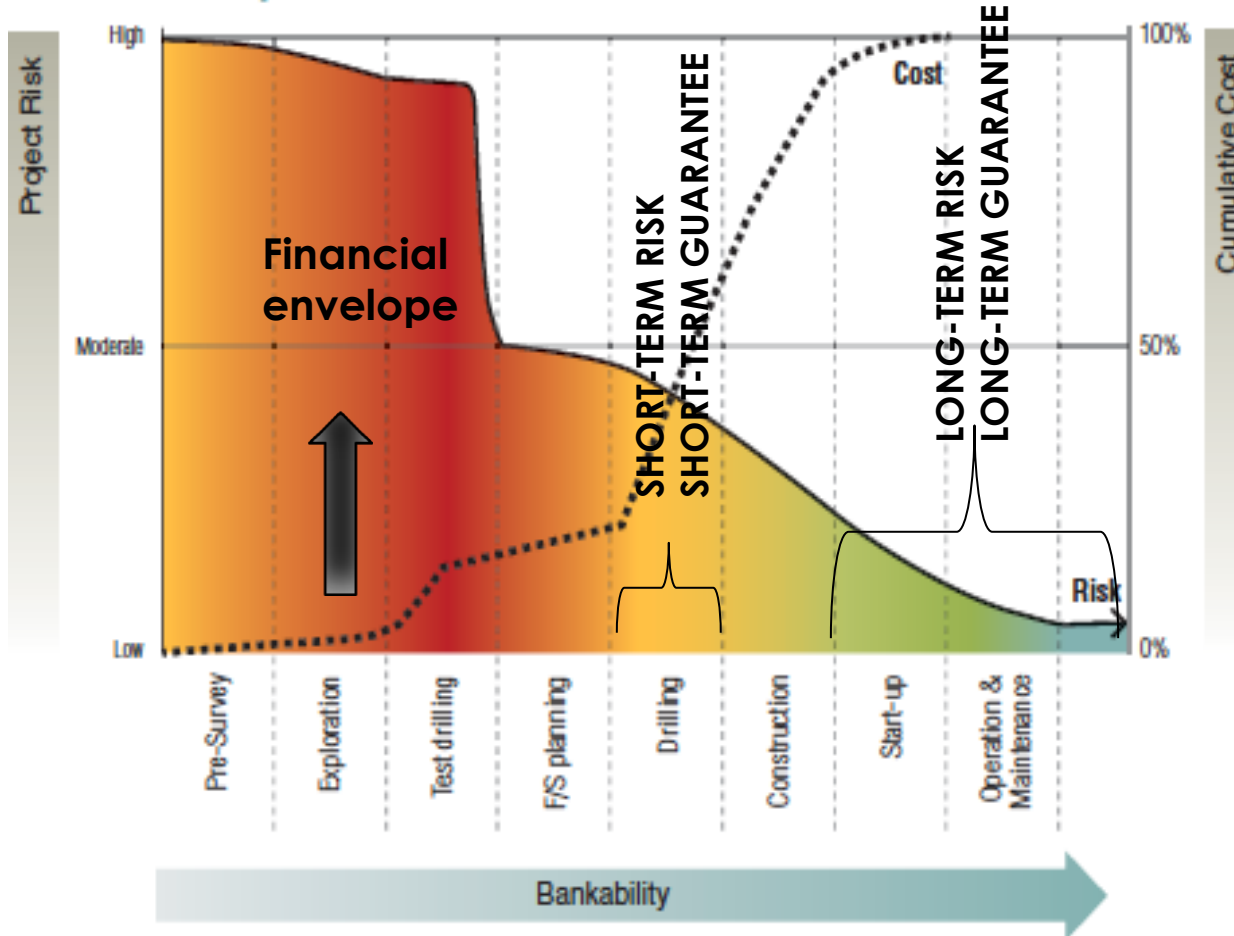 High
100%
Project Risk
Cumulative Cost
Cost
Financial
envelope
SHORT-TERM RISK
SHORT-TERM GUARANTEE
LONG-TERM RISK
LONG-TERM GUARANTEE
Moderate
50%
Risk
Low
0%
Pre-Survey
Exploration
Test drilling
F/S planning
Drilling
Construction
Start-up
Operation &
Maintenance
Bankability